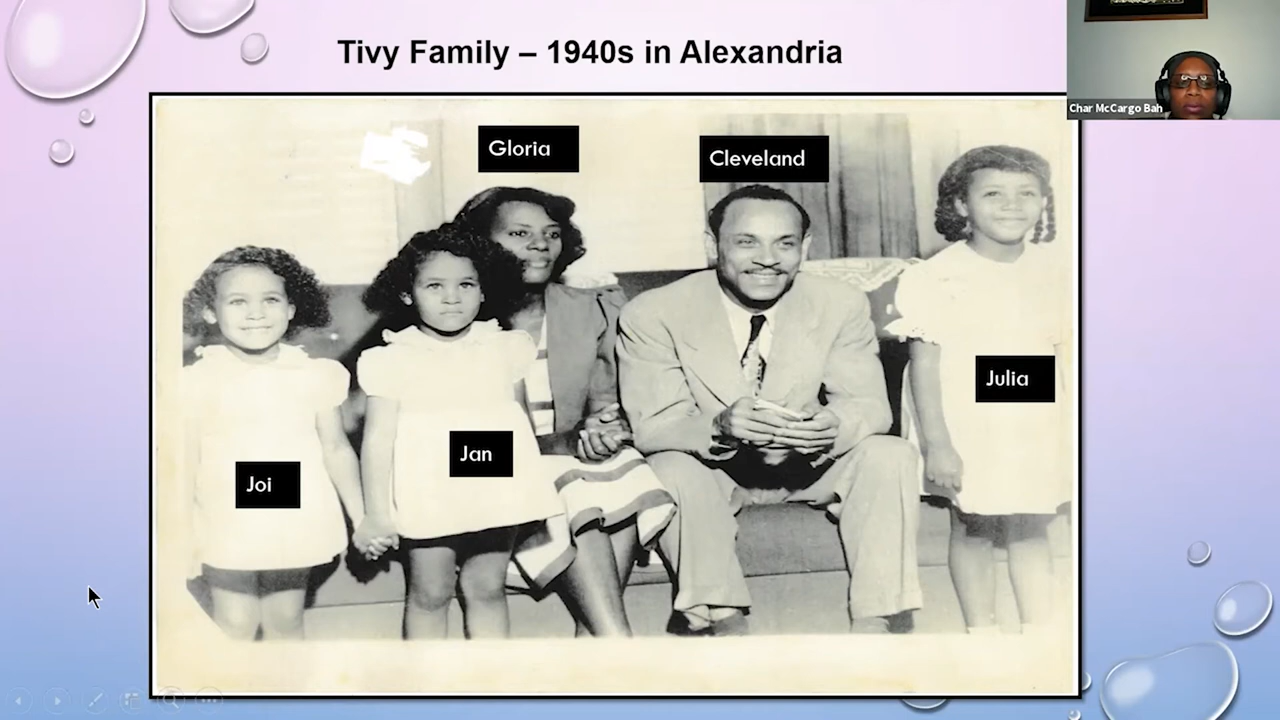 Tivy Family – 1940s in Alexandria
Char McCargo Bah
Gloria
Cleveland
Julia
Jan
Joi